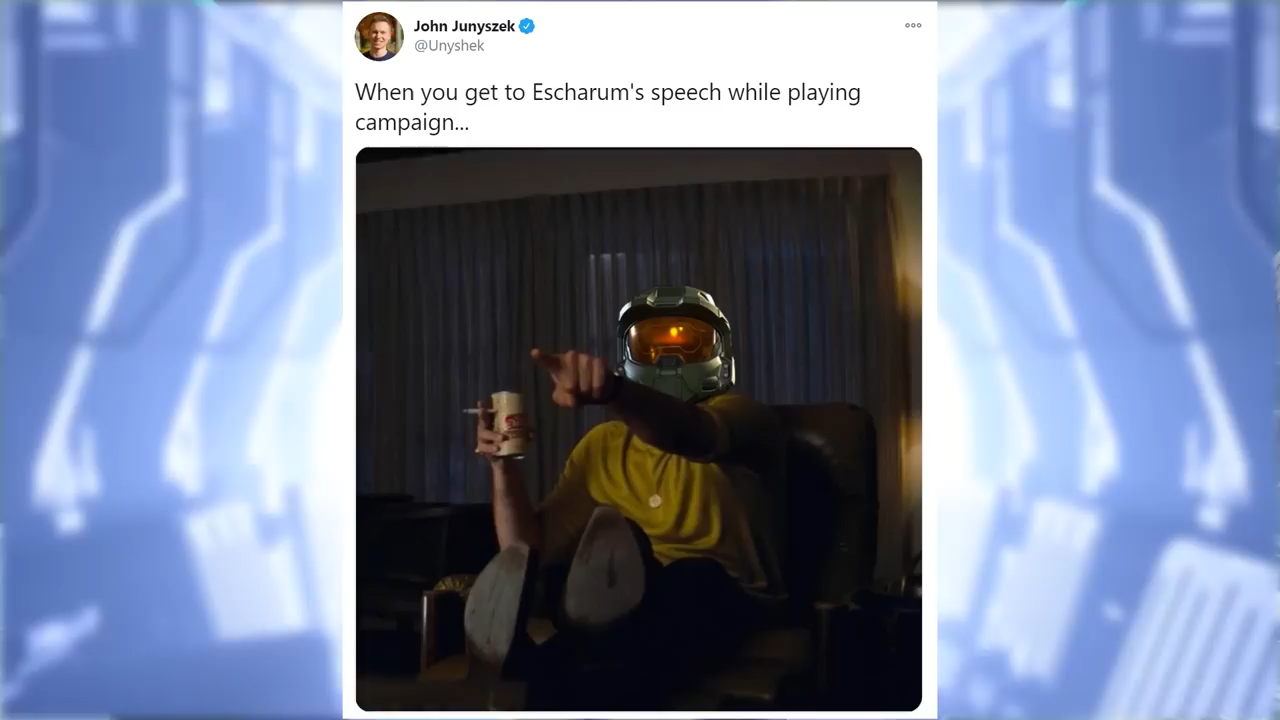 John Junyszek
@Unyshek
When you get to Escharum's speech while playing
campaign...